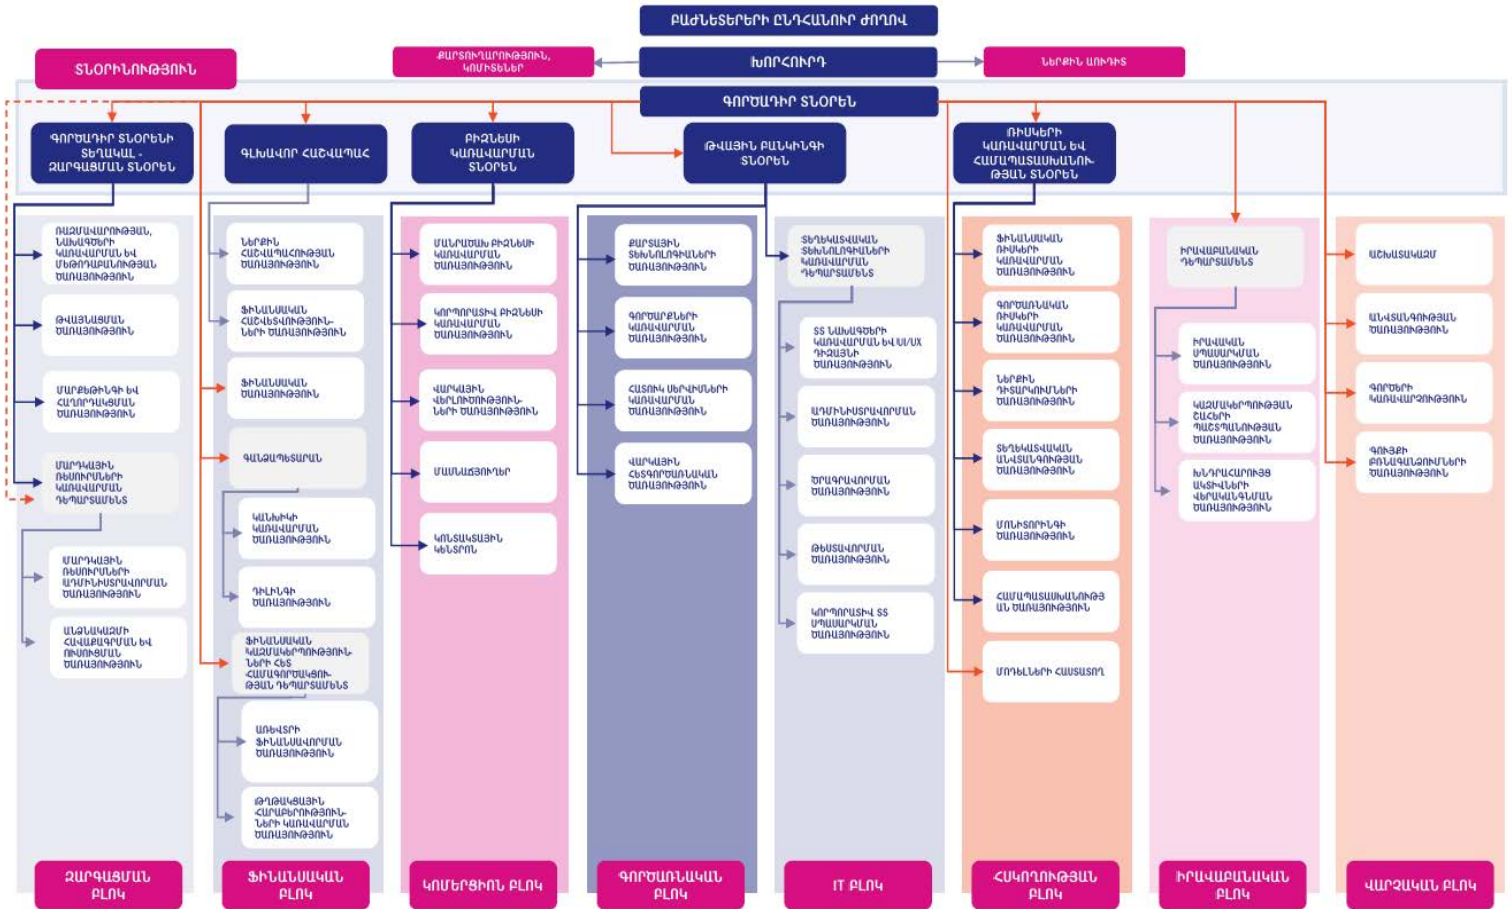 ԲԱԺՆԵՏԵՐԵՐԻ ԸՆԴՀԱՆՈՒՐ ԺՈՂՈՎ
ՏՆՕՐԻՆՈՒԹՅՈՒՆ
ՔԱՐՏՈՒՂԱՐՈՒԹՅՈՒՆ,
ԿՈՄԻՏԵՆԵՐ
ԽՈՐՀՈՒՐԴ
ՆԵՐՔԻՆ ԱՈՒԴԻՏ
ԳՈՐԾԱԴԻՐ ՏՆՕՐԵՆ
ԳՈՐԾԱԴԻՐ ՏՆՕՐԵՆԻ
ՏԵՂԱԿԱԼ -
ԶԱՐԳԱՑՄԱՆ ՏՆՕՐԵՆ
ԳԼԽԱՎՈՐ ՀԱՇՎԱՊԱՀ
ԲԻԶՆԵՍԻ
ԿԱՌԱՎԱՐՄԱՆ
ՏՆՕՐԵՆ
ԹՎԱՅԻՆ ԲԱՆԿԻՆԳԻ
ՏՆՕՐԵՆ
ՌԻՍԿԵՐԻ
ԿԱՌԱՎԱՐՄԱՆ ԵՎ
ՀԱՄԱՊԱՏԱՍԽԱՆՈՒ-
ԹՅԱՆ ՏՆՕՐԵՆ
ՌԱԶՄԱՎԱՐՈՒԹՅԱՆ,
ՆԱԽԱԳԾԵՐԻ
ԿԱՌԱՎԱՐՄԱՆ ԵՎ
ՄԵԹՈԴԱԲԱՆՈՒԹՅԱՆ
ԾԱՌԱՅՈՒԹՅՈՒՆ
ԹՎԱՅՆԱՑՄԱՆ
ԾԱՌԱՅՈՒԹՅՈՒՆ
ՄԱՐՔԵԹԻՆԳԻ ԵՎ
ՀԱՂՈՐԴԱԿՑՄԱՆ
ԾԱՌԱՅՈՒԹՅՈՒՆ
ՄԱՐԴԿԱՅԻՆ
ՌԵՍՈՒՐՍՆԵՐԻ
ԿԱՌԱՎԱՐՄԱՆ
ԴԵՊԱՐՏԱՄԵՆՏ
ՄԱՐԴԿԱՅԻՆ
ՌԵՍՈՒՐՍՆԵՐԻ
ԱԴՄԻՆԻՍՏՐԱՎՈՐՄԱՆ
ԾԱՌԱՅՈՒԹՅՈՒՆ
ԱՆՁՆԱԿԱԶՄԻ
ՀԱՎԱՔԱԳՐՄԱՆ ԵՎ
ՈՒՍՈՒՑՄԱՆ
ԾԱՌԱՅՈՒԹՅՈՒՆ
ԶԱՐԳԱՑՄԱՆ
ԲԼՈԿ
ՆԵՐՔԻՆ
ՀԱՇՎԱՊԱՀՈՒԹՅԱՆ
ԾԱՌԱՅՈՒԹՅՈՒՆ
ՖԻՆԱՆՍԱԿԱՆ
ՀԱՇՎԵՏՎՈՒԹՅՈՒՆ-
ՆԵՐԻ ԾԱՌԱՅՈՒԹՅՈՒՆ
ՖԻՆԱՆՍԱԿԱՆ
ԾԱՌԱՅՈՒԹՅՈՒՆ
ԳԱՆՁԱՊԵՏԱՐԱՆ
ԿԱՆԽԻԿԻ
ԿԱՌԱՎԱՐՄԱՆ
ԾԱՌԱՅՈՒԹՅՈՒՆ
ԴԻԼԻՆԳԻ
ԾԱՌԱՅՈՒԹՅՈՒՆ
ՖԻՆԱՆՍԱԿԱՆ
ԿԱԶՄԱԿԵՐՊՈՒԹՅՈՒՆ-
ՆԵՐԻ ՀԵՏ
ՀԱՄԱԳՈՐԾԱԿՑՈՒ-
ԹՅԱՆ ԴԵՊԱՐՏԱՄԵՆՏ
ԱՌԵՎՏՐԻ
ՖԻՆԱՆՍԱՎՈՐՄԱՆ
ԾԱՌԱՅՈՒԹՅՈՒՆ
ԹՂԹԱԿՑԱՅԻՆ
ՀԱՐԱԲԵՐՈՒԹՅՈՒՆ-
ՆԵՐԻ ԿԱՌԱՎԱՐՄԱՆ
ԾԱՌԱՅՈՒԹՅՈՒՆ
ՖԻՆԱՆՍԱԿԱՆ
ԲԼՈԿ
ՄԱՆՐԱԾԱԽ ԲԻԶՆԵՍԻ
ԿԱՌԱՎԱՐՄԱՆ
ԾԱՌԱՅՈՒԹՅՈՒՆ
ԿՈՐՊՈՐԱՏԻՎ ԲԻԶՆԵՍԻ
ԿԱՌԱՎԱՐՄԱՆ
ԾԱՌԱՅՈՒԹՅՈՒՆ
ՎԱՐԿԱՅԻՆ
ՎԵՐԼՈՒԾՈՒԹՅՈՒՆ-
ՆԵՐԻ ԾԱՌԱՅՈՒԹՅՈՒՆ
ՄԱՍՆԱՃՅՈՒՂԵՐ
ԿՈՆՏԱԿՏԱՅԻՆ
ԿԵՆՏՐՈՆ
ԿՈՄԵՐՑԻՈՆ ԲԼՈԿ
ՔԱՐՏԱՅԻՆ
ՏԵԽՆՈԼՈԳԻԱՆԵՐԻ
ԾԱՌԱՅՈՒԹՅՈՒՆ
ԳՈՐԾԱՐՔՆԵՐԻ
ԿԱՌԱՎԱՐՄԱՆ
ԾԱՌԱՅՈՒԹՅՈՒՆ
ՀԱՏՈՒԿ ՍԵՐՎԻՍՆԵՐԻ
ԿԱՌԱՎԱՐՄԱՆ
ԾԱՌԱՅՈՒԹՅՈՒՆ
ՎԱՐԿԱՅԻՆ
ՀԵՏԳՈՐԾԱՌՆԱԿԱՆ
ԾԱՌԱՅՈՒԹՅՈՒՆ
ԳՈՐԾԱՌՆԱԿԱՆ
ԲԼՈԿ
ՏԵՂԵԿԱՏՎԱԿԱՆ
ՏԵԽՆՈԼՈԳԻԱՆԵՐԻ
ԿԱՌԱՎԱՐՄԱՆ
ԴԵՊԱՐՏԱՄԵՆՏ
ՏՏ ՆԱԽԱԳԾԵՐԻ
ԿԱՌԱՎԱՐՄԱՆ ԵՎ UI/UX
ԴԻԶԱՅՆԻ
ԾԱՌԱՅՈՒԹՅՈՒՆ
ԱԴՄԻՆԻՍՏՐԱՎՈՐՄԱՆ
ԾԱՌԱՅՈՒԹՅՈՒՆ
ԾՐԱԳՐԱՎՈՐՄԱՆ
ԾԱՌԱՅՈՒԹՅՈՒՆ
ԹԵՍՏԱՎՈՐՄԱՆ
ԾԱՌԱՅՈՒԹՅՈՒՆ
ԿՈՐՊՈՐԱՏԻՎ ՏՏ
ՍՊԱՍԱՐԿՄԱՆ
ԾԱՌԱՅՈՒԹՅՈՒՆ
IT ԲԼՈԿ
ՖԻՆԱՆՍԱԿԱՆ
ՌԻՍԿԵՐԻ
ԿԱՌԱՎԱՐՄԱՆ
ԾԱՌԱՅՈՒԹՅՈՒՆ
ԳՈՐԾԱՌՆԱԿԱՆ
ՌԻՍԿԵՐԻ
ԿԱՌԱՎԱՐՄԱՆ
ԾԱՌԱՅՈՒԹՅՈՒՆ
ՆԵՐՔԻՆ
ԴԻՏԱՐԿՈՒՄՆԵՐԻ
ԾԱՌԱՅՈՒԹՅՈՒՆ
ՏԵՂԵԿԱՏՎԱԿԱՆ
ԱՆՎՏԱՆԳՈՒԹՅԱՆ
ԾԱՌԱՅՈՒԹՅՈՒՆ
ՄՈՆԻՏՈՐԻՆԳԻ
ԾԱՌԱՅՈՒԹՅՈՒՆ
ՀԱՄԱՊԱՏԱՍԽԱՆՈՒԹՅ
ԱՆ ԾԱՌԱՅՈՒԹՅՈՒՆ
ՄՈԴԵԼՆԵՐԻ ՀԱՍՏԱՏՈՂ
ՀՍԿՈՂՈՒԹՅԱՆ
ԲԼՈԿ
ԻՐԱՎԱԲԱՆԱԿԱՆ
ԴԵՊԱՐՏԱՄԵՆՏ
ԻՐԱՎԱԿԱՆ
ՍՊԱՍԱՐԿՄԱՆ
ԾԱՌԱՅՈՒԹՅՈՒՆ
ԿԱԶՄԱԿԵՐՊՈՒԹՅԱՆ
ՇԱՀԵՐԻ
ՊԱՇՏՊԱՆՈՒԹՅԱՆ
ԾԱՌԱՅՈՒԹՅՈՒՆ
ԽՆԴՐԱՀԱՐՈՒՅՑ
ԱԿՏԻՎՆԵՐԻ
ՎԵՐԱԿԱՆԳՆՄԱՆ
ԾԱՌԱՅՈՒԹՅՈՒՆ
ԻՐԱՎԱԲԱՆԱԿԱՆ
ԲԼՈԿ
ԱՇԽԱՏԱԿԱԶՄ
ԱՆՎՏԱՆԳՈՒԹՅԱՆ
ԾԱՌԱՅՈՒԹՅՈՒՆ
ԳՈՐԾԵՐԻ
ԿԱՌԱՎԱՐՉՈՒԹՅՈՒՆ
ԳՈՒՅՔԻ
ԲՌՆԱԳԱՆՁՈՒՄՆԵՐԻ
ԾԱՌԱՅՈՒԹՅՈՒՆ
ՎԱՐՉԱԿԱՆ ԲԼՈԿ